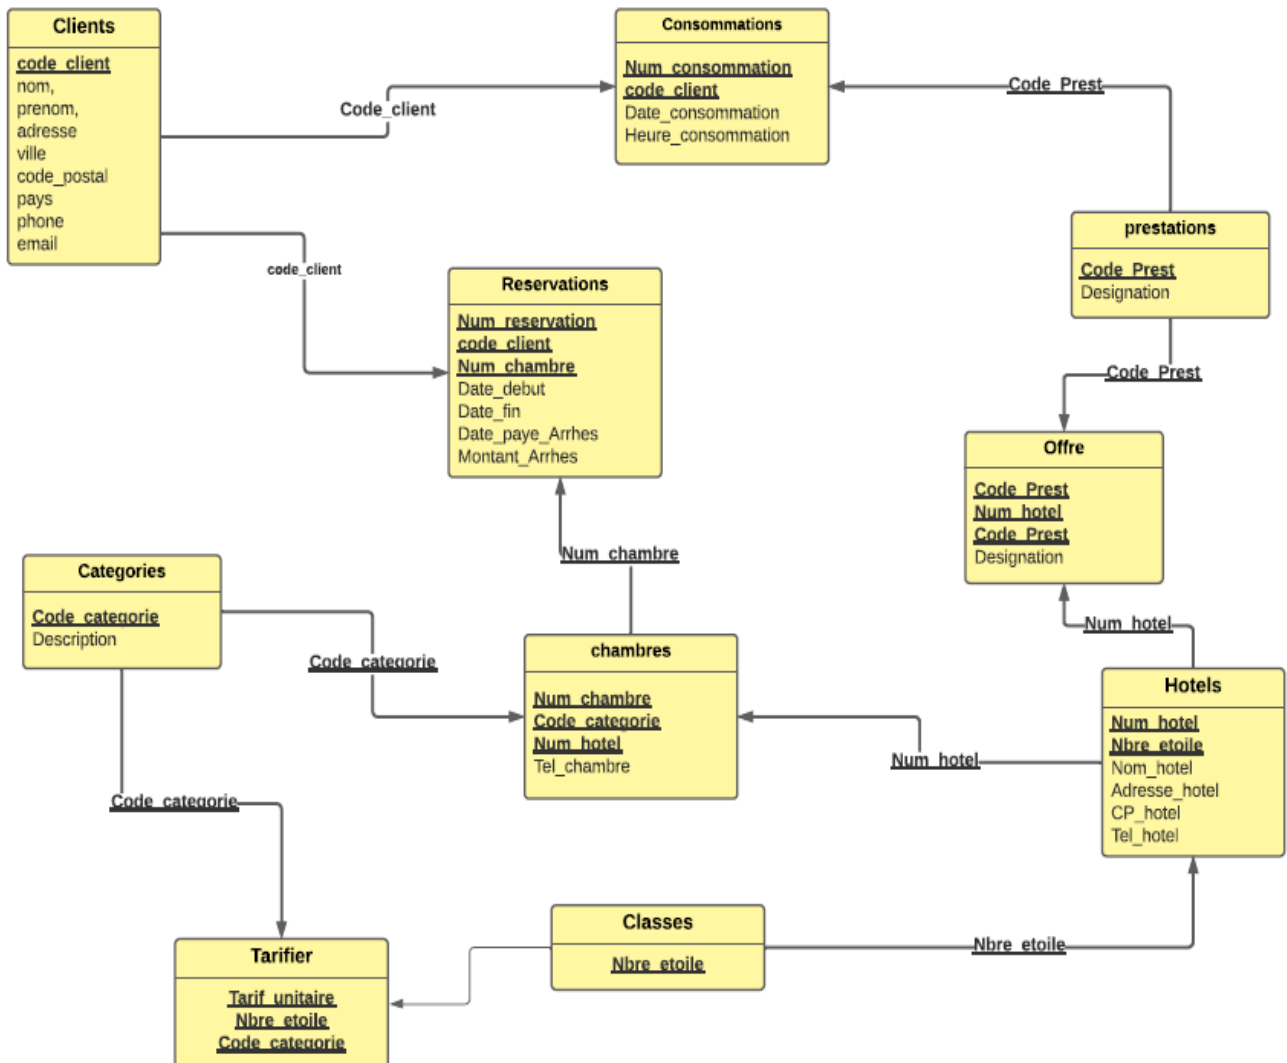 Clients
code_client
nom,
prenom,
adresse
ville
code_postal
pays
phone
email
Code_client
Consommations
Num_consommation
code_client
Date_consommation
Heure_consommation
Code_Prest
prestations
Code_Prest
Designation
code_client
Reservations
Num_reservation
code_client
Num_chambre
Date_debut
Date_fin
Date_paye_Arrhes
Montant_Arrhes
Code_Prest
Offre
Code_Prest
Num_hotel
Code_Prest
Designation
Num_chambre
Categories
Code_categorie
Description
Code_categorie
chambres
Num_chambre
Code_categorie
Num_hotel
Tel_chambre
Num_hotel
Num_hotel
Hotels
Num_hotel
Nbre_etoile
Nom_hotel
Adresse_hotel
CP_hotel
Tel_hotel
Code_categorie
Classes
Nbre_etoile
Nbre_etoile
Tarifier
Tarif_unitaire
Nbre_etoile
Code_categorie